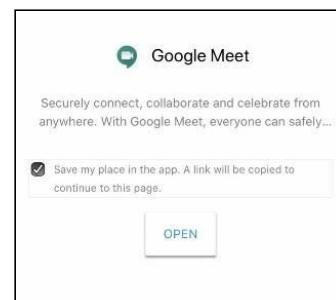 Google Meet
Securely connect, collaborate and celebrate from
anywhere. With Google Meet, everyone can safely...
Save my place in the app. A link will be copied to
continue to this page.
OPEN